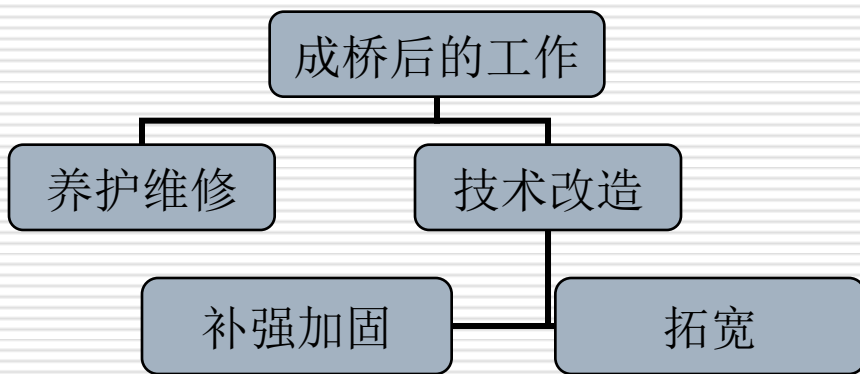 成桥后的工作
养护维修
技术改造
补强加固
拓宽